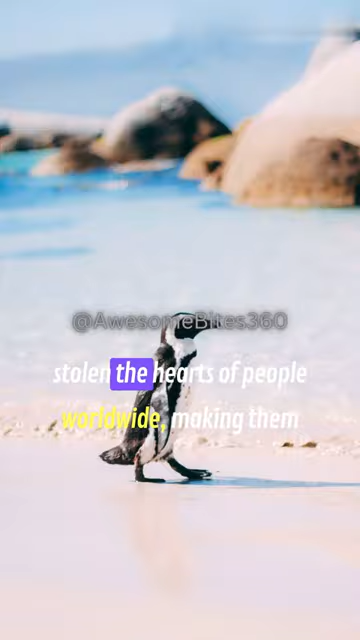 @AwesomeBites360
stolen the hearts of people
worldwide, making them